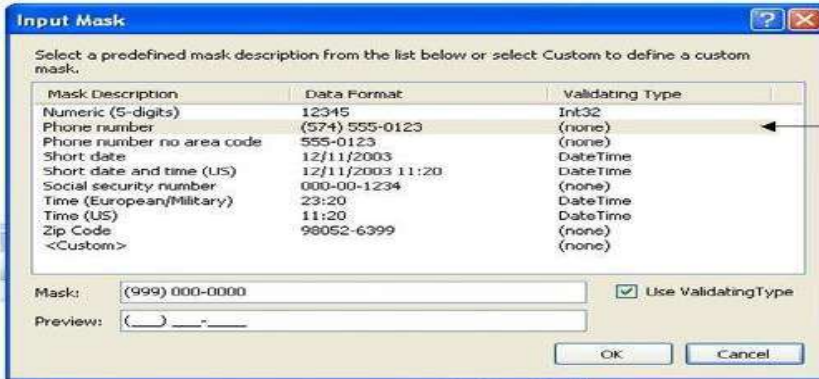 Input Mask
Select a predefined mask description from the list below or select Custom to define a custom
mask.
Mask Description Data Format Validating Type
Numeric (5-digits) 12345 Int32
Phone number (574) 555-0123 (none)
Phone number no area code 555-0123 (none)
Short date 12/11/2003 DateTime
Short date and time (US) 12/11/2003 11:20 DateTime
Social security number 000-00-1234 (none)
Time (European/Military) 23:20 DateTime
Time (US) 11:20 DateTime
Zip Code 98052-6399 (none)
<Custom> (none)
Mask: (999) 000-0000 Use ValidatingType
Preview: (___) ___-____
OK Cancel